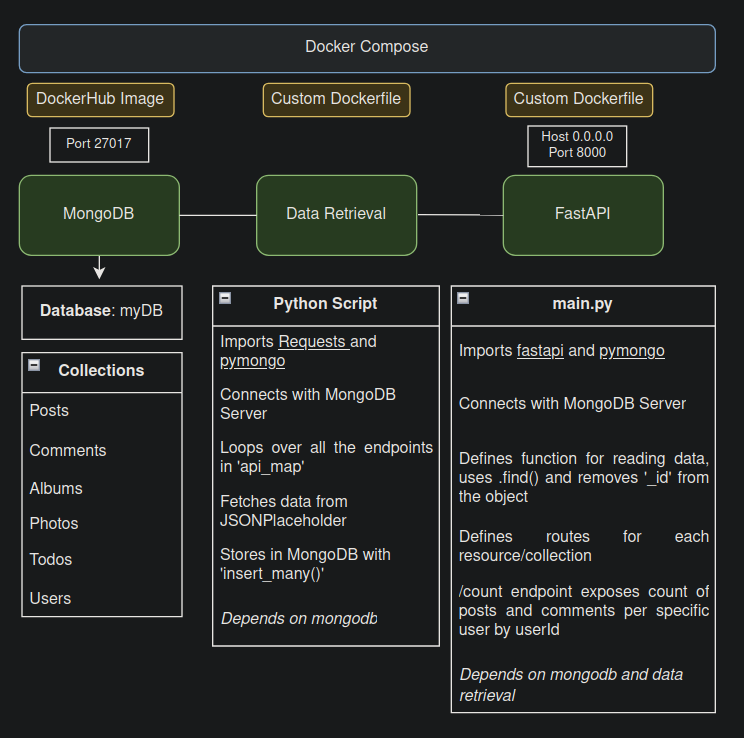 Docker Compose
DockerHub Image
Custom Dockerfile
Custom Dockerfile
Port 27017
Host 0.0.0.0
Port 8000
MongoDB
Data Retrieval
FastAPI
Database: myDB
Collections
Posts
Comments
Albums
Photos
Todos
Users
Python Script
Imports Requests and
pymongo
Connects with MongoDB
Server
Loops over all the endpoints
in 'api_map'
Fetches data from
JSONPlaceholder
Stores in MongoDB with
'insert_many()'
Depends on mongodb
main.py
Imports fastapi and pymongo
Connects with MongoDB Server
Defines function for reading data,
uses .find() and removes '_id' from
the object
Defines routes for each
resource/collection
/count endpoint exposes count of
posts and comments per specific
user by userId
Depends on mongodb and data
retrieval